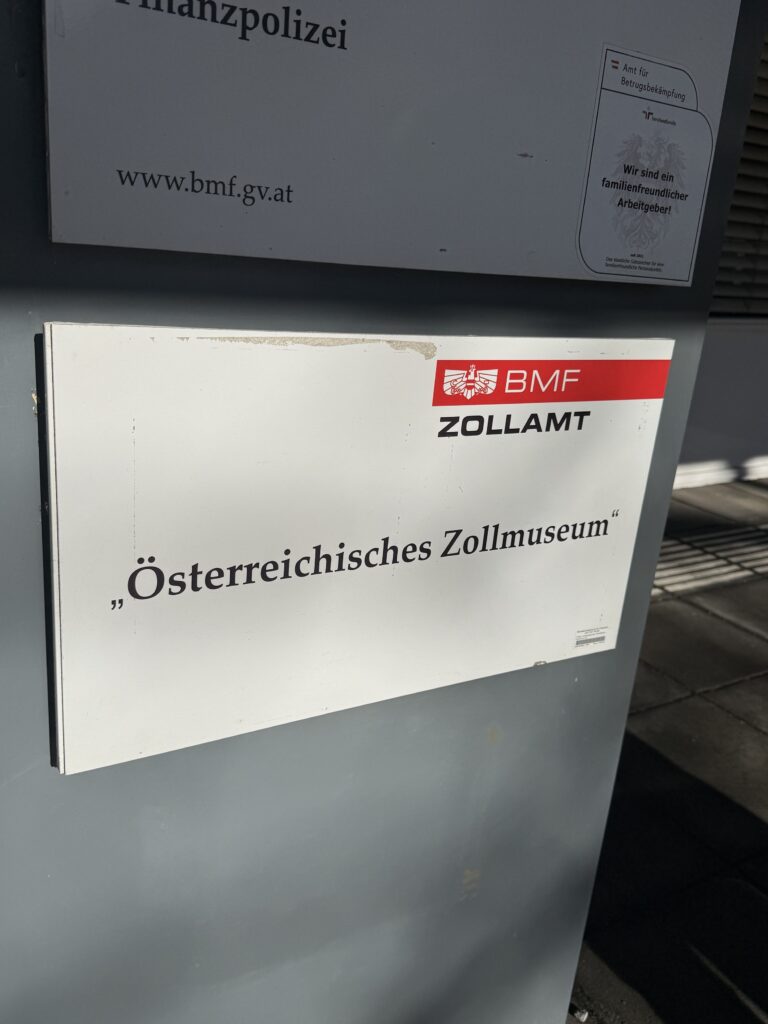 Finanzpolizei
www.bmf.gv.at
Amt für
Betrugsbekämpfung
Wir sind ein
familienfreundlicher
Arbeitgeber!
BMF
ZOLLAMT
„Österreichisches Zollmuseum“